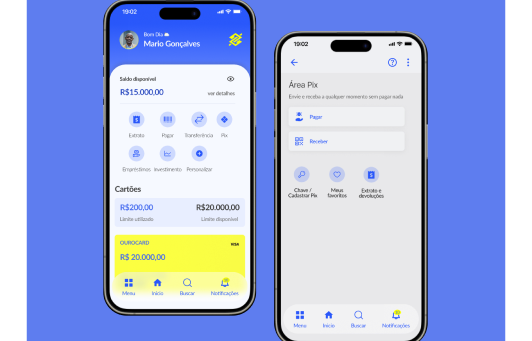 19:02
Bom Dia
Mario Gonçalves
Saldo disponível
R$15.000,00
ver detalhes
Extrato
Pagar
Transferência
Pix
Empréstimos
Investimento
Personalizar
Cartões
R$200,00
R$20.000,00
Limite utilizado
Limite disponível
OUROCARD
VISA
R$ 20.000,00
Menu
Início
Buscar
Notificações
19:02
Área Pix
Envie e receba a qualquer momento sem pagar nada
Pagar
Receber
Chave /
Cadastrar Pix
Meus
favoritos
Extrato e
devoluções
Menu
Início
Buscar
Notificações